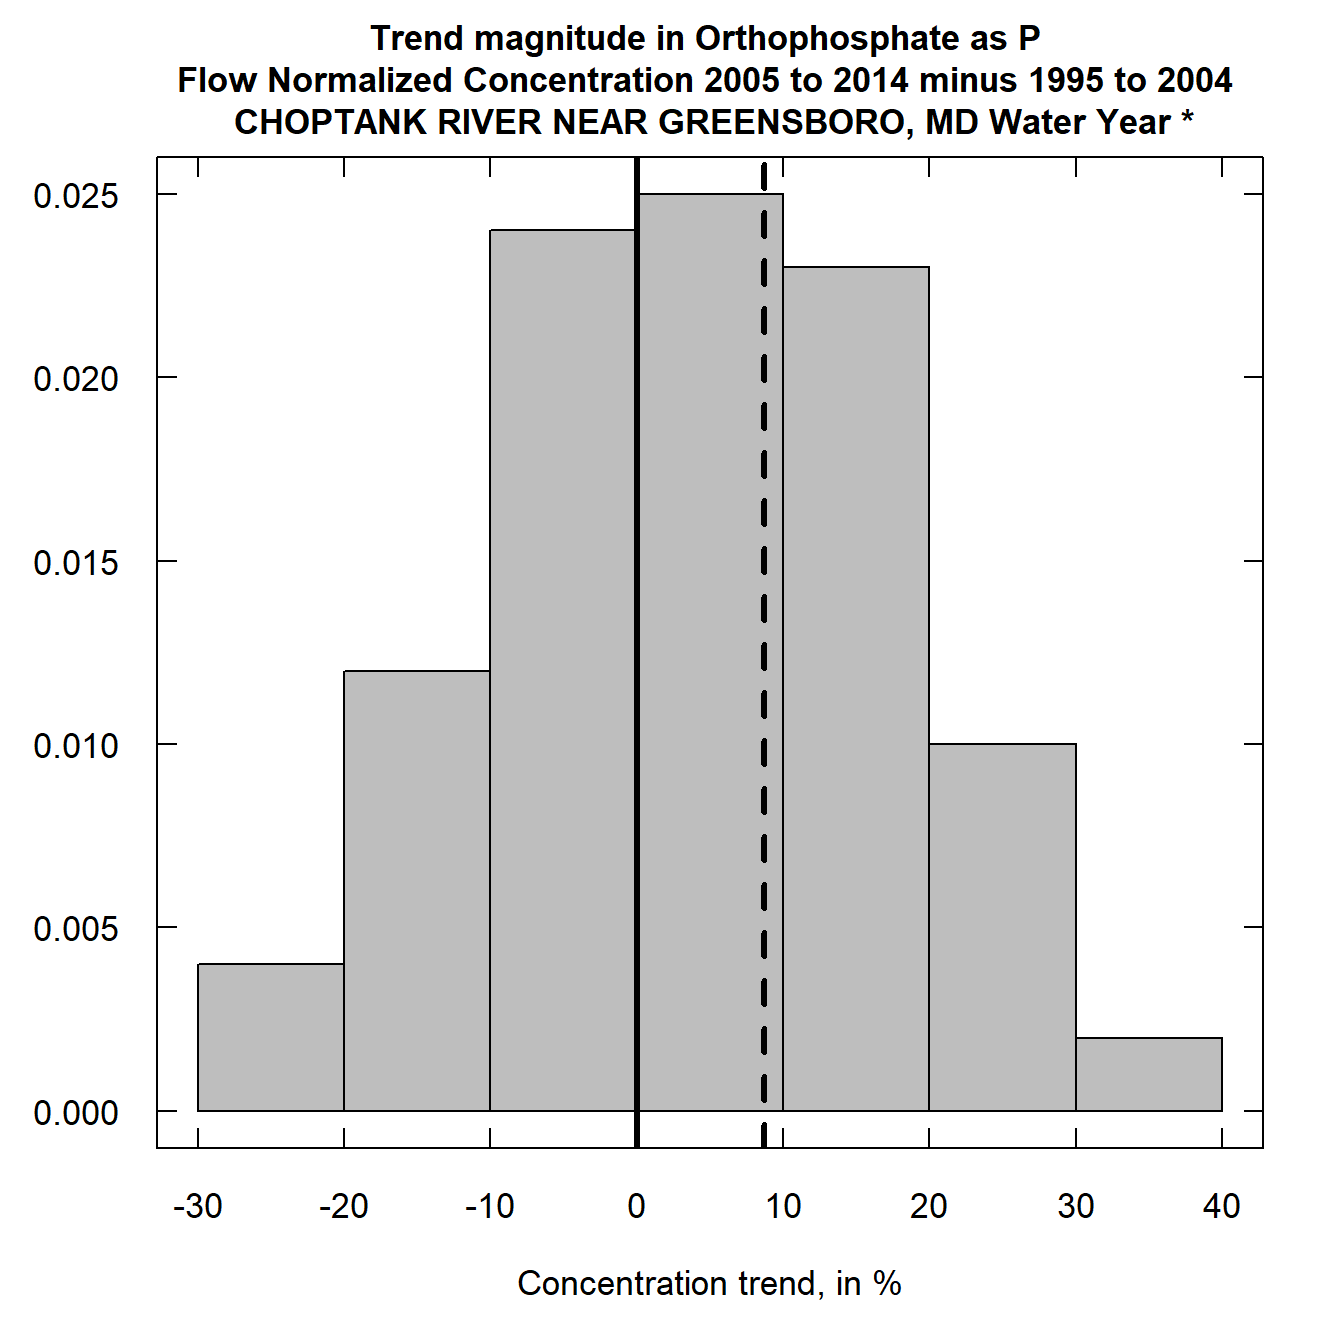 Trend magnitude in Orthophosphate as P
Flow Normalized Concentration 2005 to 2014 minus 1995 to 2004
CHOPTANK RIVER NEAR GREENSBORO, MD Water Year *
0.025
0.020
0.015
0.010
0.005
0.000
-30 -20 -10 0 10 20 30 40
Concentration trend, in %